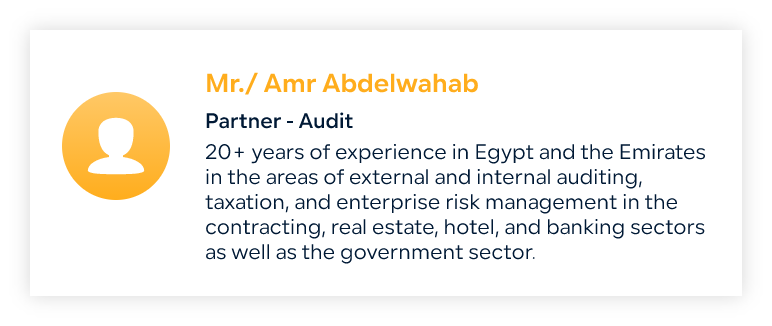 Mr./ Amr Abdelwahab
Partner - Audit
20+ years of experience in Egypt and the Emirates
in the areas of external and internal auditing,
taxation, and enterprise risk management in the
contracting, real estate, hotel, and banking sectors
as well as the government sector.